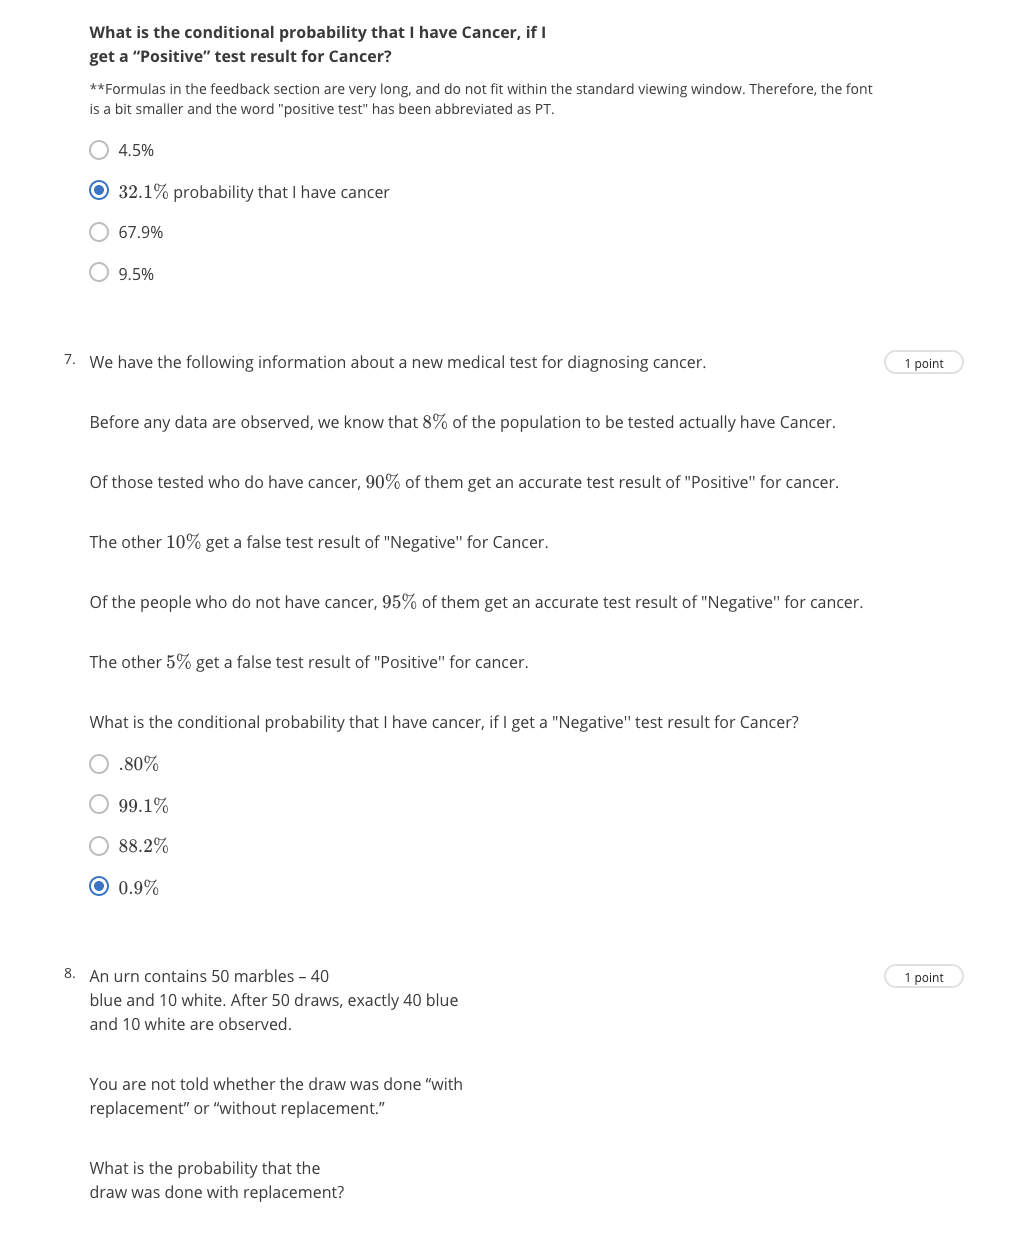 What is the conditional probability that I have Cancer, if I
get a “Positive” test result for Cancer?
**Formulas in the feedback section are very long, and do not fit within the standard viewing window. Therefore, the font
is a bit smaller and the word "positive test" has been abbreviated as PT.
4.5%
32.1% probability that I have cancer
67.9%
9.5%
7. We have the following information about a new medical test for diagnosing cancer.
1 point
Before any data are observed, we know that 8% of the population to be tested actually have Cancer.
Of those tested who do have cancer, 90% of them get an accurate test result of "Positive'' for cancer.
The other 10% get a false test result of "Negative'' for Cancer.
Of the people who do not have cancer, 95% of them get an accurate test result of "Negative'' for cancer.
The other 5% get a false test result of "Positive'' for cancer.
What is the conditional probability that I have cancer, if I get a "Negative'' test result for Cancer?
.80%
99.1%
88.2%
0.9%
8. An urn contains 50 marbles – 40
1 point
blue and 10 white. After 50 draws, exactly 40 blue
and 10 white are observed.
You are not told whether the draw was done “with
replacement” or “without replacement.”
What is the probability that the
draw was done with replacement?